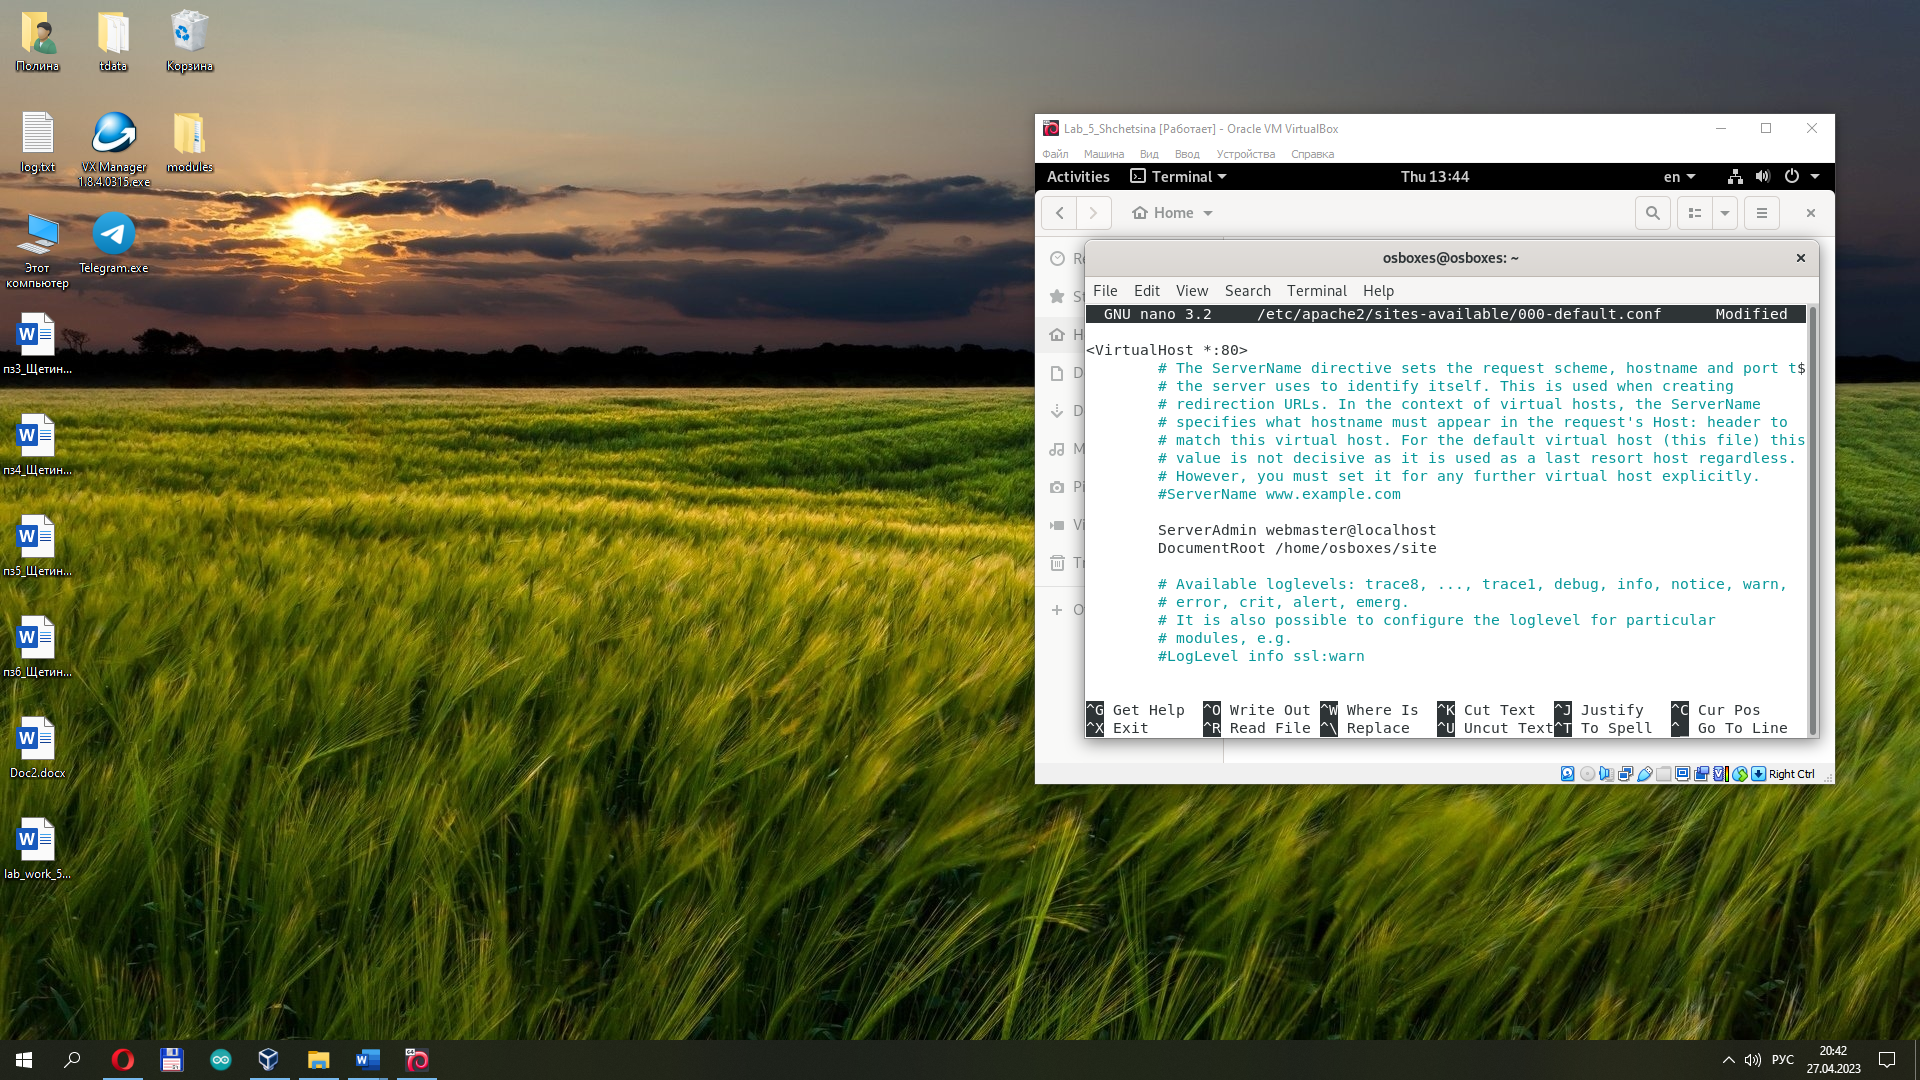 Полина
tdata
Корзина
log.txt
VX Manager
1.8.4.0315.exe
modules
Этот
компьютер
Telegram.exe
пз3_Щетин...
пз4_Щетин...
пз5_Щетин...
пз6_Щетин...
Doc2.docx
lab_work_5...
Lab_5_Shchetsina [Работает] - Oracle VM VirtualBox
Файл Машина Вид Ввод Устройства Справка
Activities Terminal Thu 13:44 en
Home
osboxes@osboxes: ~
File Edit View Search Terminal Help
GNU nano 3.2 /etc/apache2/sites-available/000-default.conf Modified
<VirtualHost *:80>
# The ServerName directive sets the request scheme, hostname and port t$
# the server uses to identify itself. This is used when creating
# redirection URLs. In the context of virtual hosts, the ServerName
# specifies what hostname must appear in the request's Host: header to
# match this virtual host. For the default virtual host (this file) this
# value is not decisive as it is used as a last resort host regardless.
# However, you must set it for any further virtual host explicitly.
#ServerName www.example.com
ServerAdmin webmaster@localhost
DocumentRoot /home/osboxes/site
# Available loglevels: trace8, ..., trace1, debug, info, notice, warn,
# error, crit, alert, emerg.
# It is also possible to configure the loglevel for particular
# modules, e.g.
#LogLevel info ssl:warn
^G Get Help ^O Write Out ^W Where Is ^K Cut Text ^J Justify ^C Cur Pos
^X Exit ^R Read File ^\ Replace ^U Uncut Text ^T To Spell ^_ Go To Line
Right Ctrl
РУС
20:42
27.04.2023